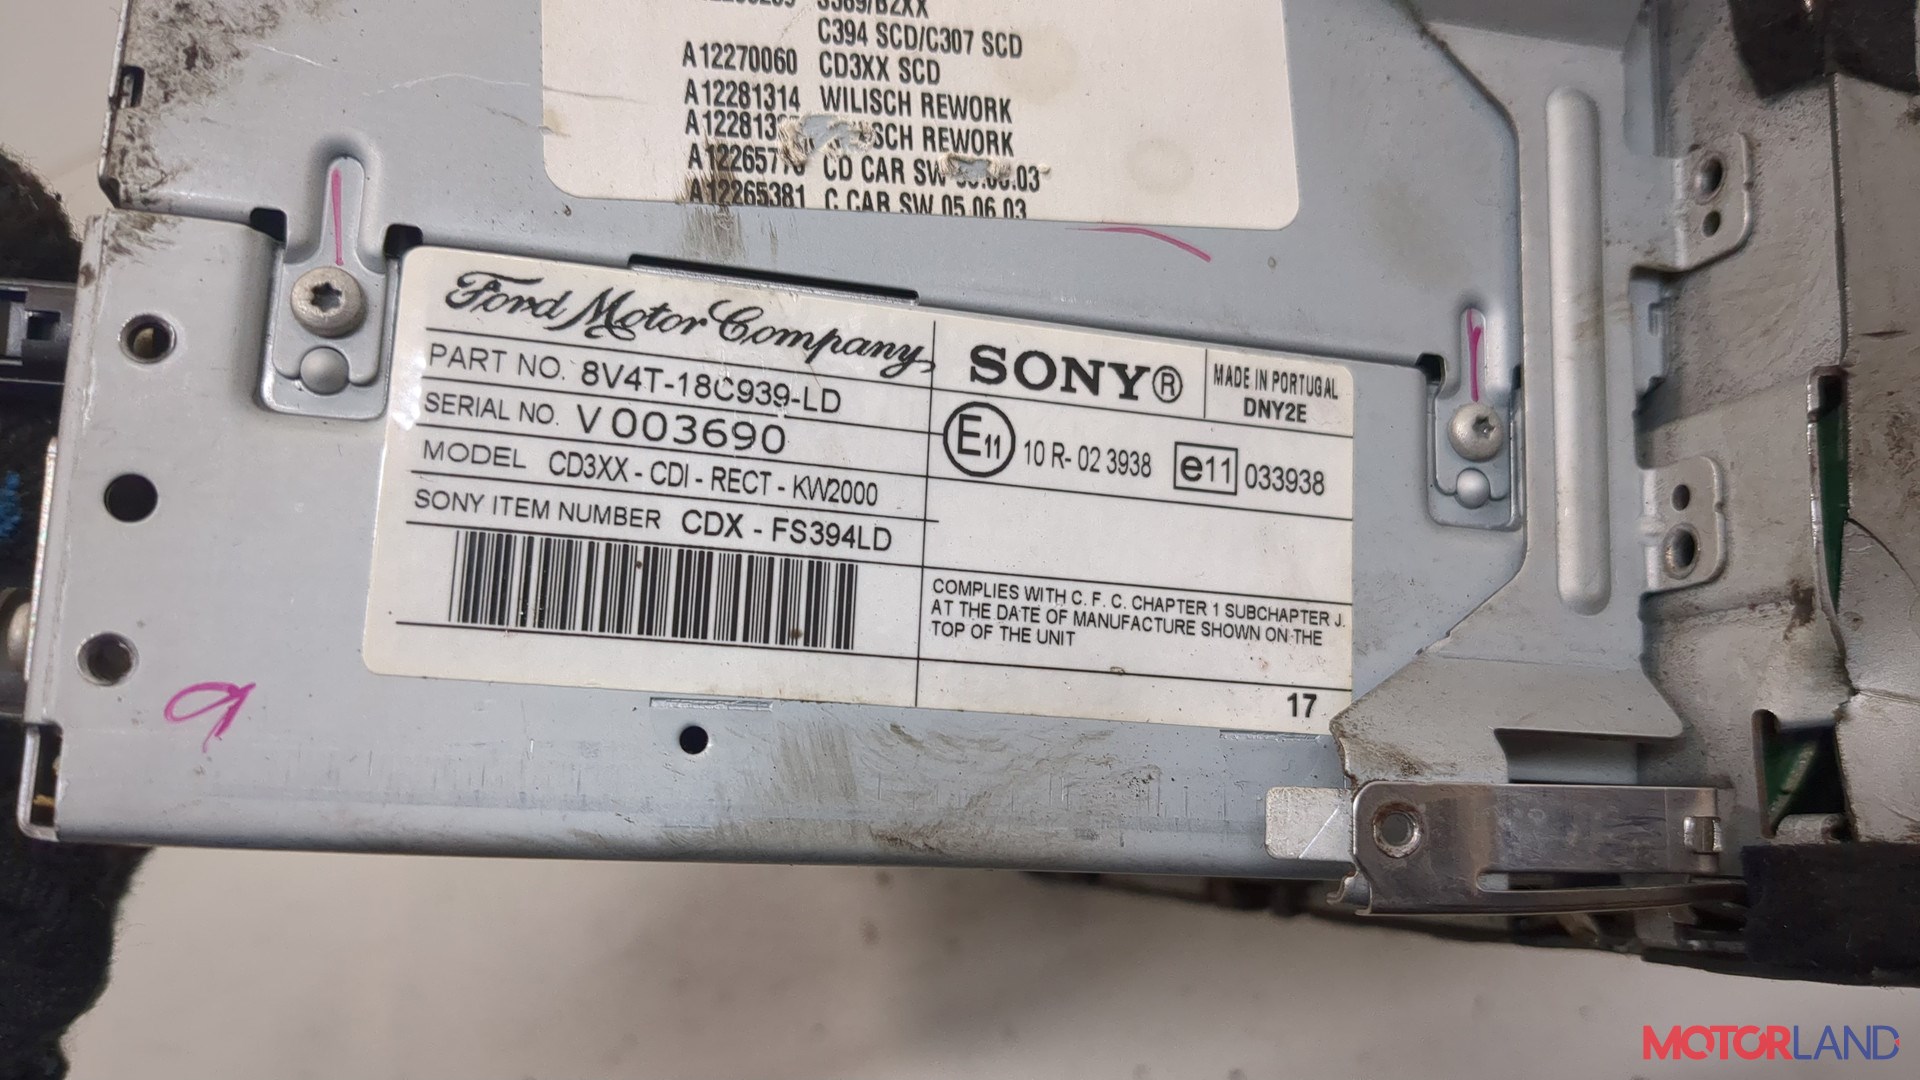 C394 SCD/C307 SCD
A12270060 CD3XX SCD
A12281314 WILISCH REWORK
REWORK
CD CAR SW
A12265381 C CAR SW 05.06.03
Ford Motor Company
PART NO. 8V4T-18C939-LD
SERIAL NO. V003690
MODEL CD3XX - CDI - RECT - KW2000
SONY ITEM NUMBER CDX - FS394LD
SONY®
MADE IN PORTUGAL
DNY2E
E11 10 R- 02 3938 e11 033938
COMPLIES WITH C. F. C. CHAPTER 1 SUBCHAPTER J.
AT THE DATE OF MANUFACTURE SHOWN ON THE
TOP OF THE UNIT
17
MOTORLAND